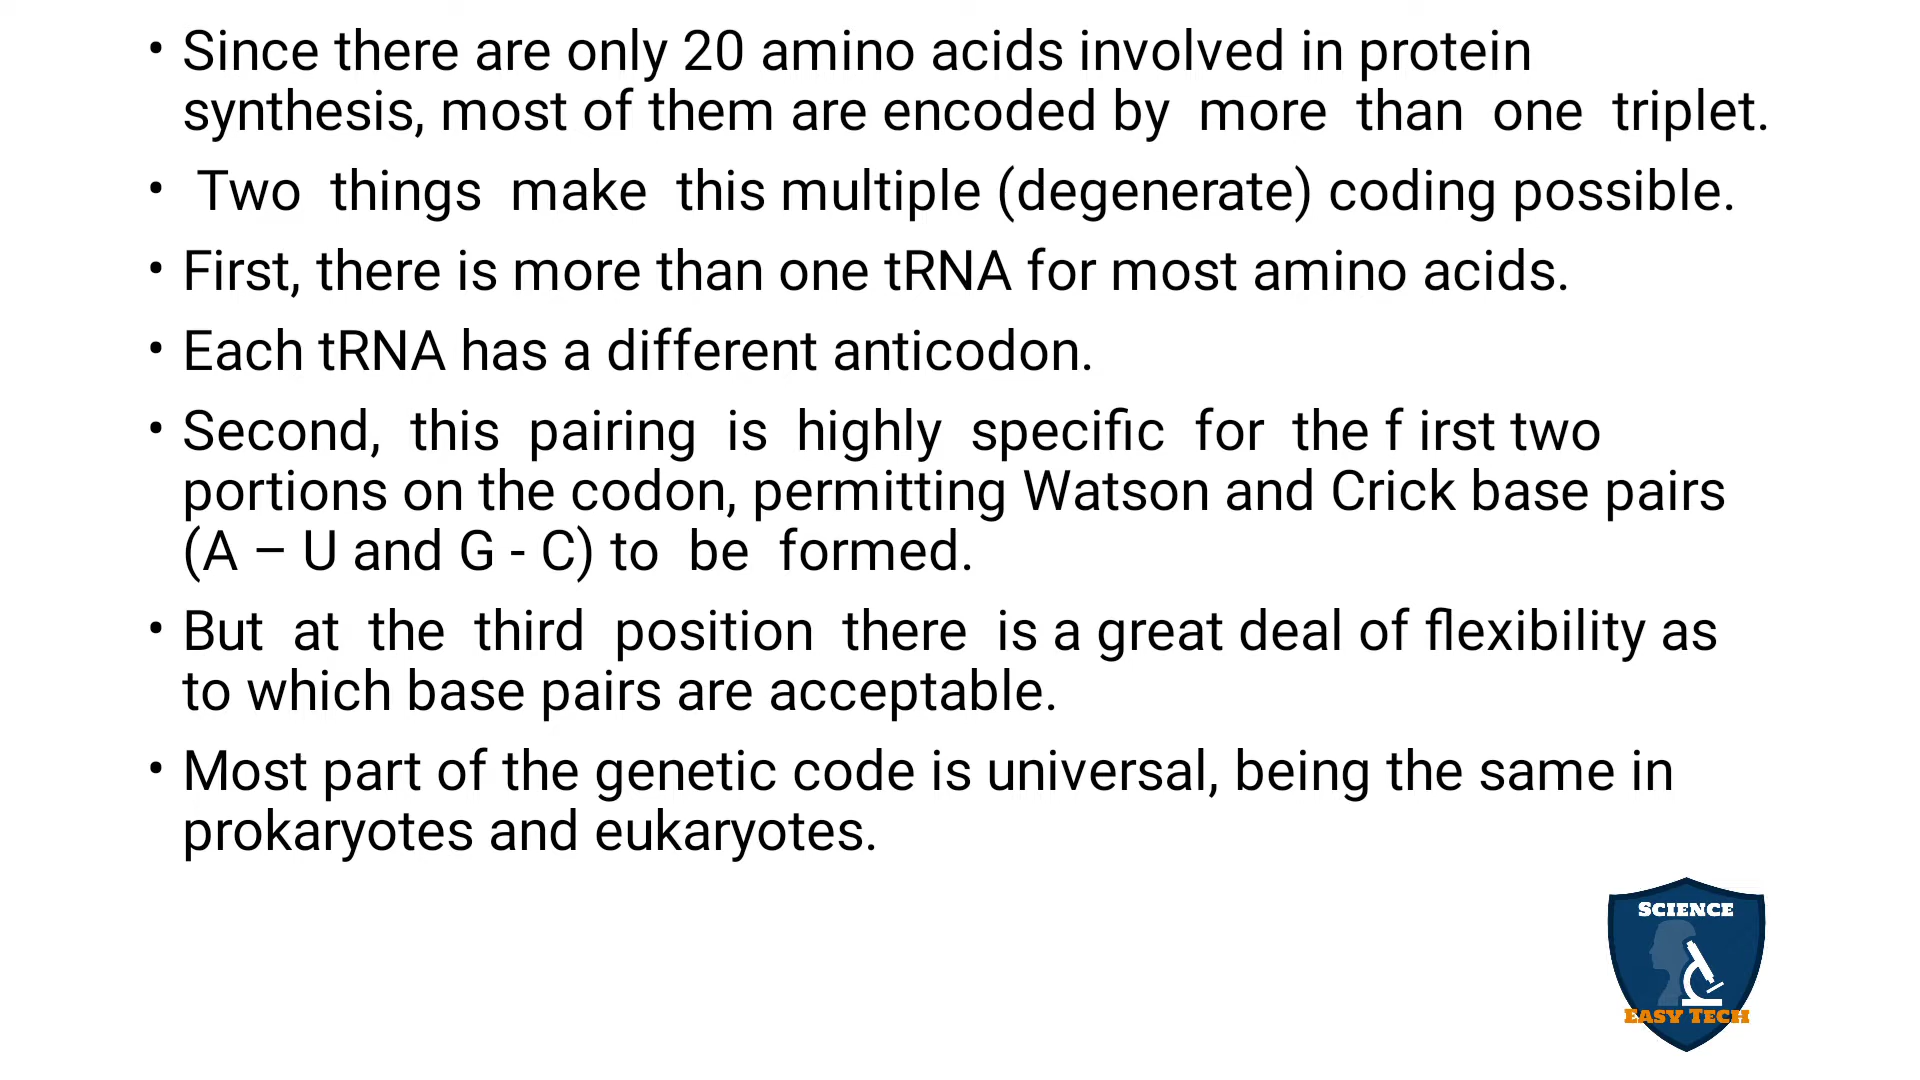 • Since there are only 20 amino acids involved in protein
synthesis, most of them are encoded by more than one triplet.
• Two things make this multiple (degenerate) coding possible.
• First, there is more than one tRNA for most amino acids.
• Each tRNA has a different anticodon.
• Second, this pairing is highly specific for the f irst two
portions on the codon, permitting Watson and Crick base pairs
(A – U and G - C) to be formed.
• But at the third position there is a great deal of flexibility as
to which base pairs are acceptable.
• Most part of the genetic code is universal, being the same in
prokaryotes and eukaryotes.
SCIENCE
EASY TECH